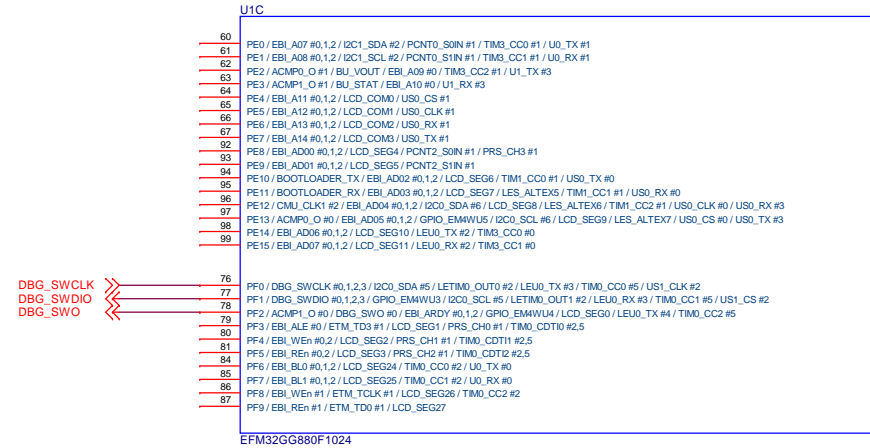 U1C
60 PE0 / EBI_A07 #0,1,2 / I2C1_SDA #2 / PCNT0_S0IN #1 / TIM3_CC0 #1 / U0_TX #1
61 PE1 / EBI_A08 #0,1,2 / I2C1_SCL #2 / PCNT0_S1IN #1 / TIM3_CC1 #1 / U0_RX #1
62 PE2 / ACMP0_O #1 / BU_VOUT / EBI_A09 #0 / TIM3_CC2 #1 / U1_TX #3
63 PE3 / ACMP1_O #1 / BU_STAT / EBI_A10 #0 / U1_RX #3
64 PE4 / EBI_A11 #0,1,2 / LCD_COM0 / US0_CS #1
65 PE5 / EBI_A12 #0,1,2 / LCD_COM1 / US0_CLK #1
66 PE6 / EBI_A13 #0,1,2 / LCD_COM2 / US0_RX #1
67 PE7 / EBI_A14 #0,1,2 / LCD_COM3 / US0_TX #1
92 PE8 / EBI_AD00 #0,1,2 / LCD_SEG4 / PCNT2_S0IN #1 / PRS_CH3 #1
93 PE9 / EBI_AD01 #0,1,2 / LCD_SEG5 / PCNT2_S1IN #1
94 PE10 / BOOTLOADER_TX / EBI_AD02 #0,1,2 / LCD_SEG6 / TIM1_CC0 #1 / US0_TX #0
95 PE11 / BOOTLOADER_RX / EBI_AD03 #0,1,2 / LCD_SEG7 / LES_ALTEX5 / TIM1_CC1 #1 / US0_RX #0
96 PE12 / CMU_CLK1 #2 / EBI_AD04 #0,1,2 / I2C0_SDA #6 / LCD_SEG8 / LES_ALTEX6 / TIM1_CC2 #1 / US0_CLK #0 / US0_RX #3
97 PE13 / ACMP0_O #0 / EBI_AD05 #0,1,2 / GPIO_EM4WU5 / I2C0_SCL #6 / LCD_SEG9 / LES_ALTEX7 / US0_CS #0 / US0_TX #3
98 PE14 / EBI_AD06 #0,1,2 / LCD_SEG10 / LEU0_TX #2 / TIM3_CC0 #0
99 PE15 / EBI_AD07 #0,1,2 / LCD_SEG11 / LEU0_RX #2 / TIM3_CC1 #0
DBG_SWCLK 76 PF0 / DBG_SWCLK #0,1,2,3 / I2C0_SDA #5 / LETIM0_OUT0 #2 / LEU0_TX #3 / TIM0_CC0 #5 / US1_CLK #2
DBG_SWDIO 77 PF1 / DBG_SWDIO #0,1,2,3 / GPIO_EM4WU3 / I2C0_SCL #5 / LETIM0_OUT1 #2 / LEU0_RX #3 / TIM0_CC1 #5 / US1_CS #2
DBG_SWO 78 PF2 / ACMP1_O #0 / DBG_SWO #0 / EBI_ARDY #0,1,2 / GPIO_EM4WU4 / LCD_SEG0 / LEU0_TX #4 / TIM0_CC2 #5
79 PF3 / EBI_ALE #0 / ETM_TD3 #1 / LCD_SEG1 / PRS_CH0 #1 / TIM0_CDTI0 #2,5
80 PF4 / EBI_WEn #0,2 / LCD_SEG2 / PRS_CH1 #1 / TIM0_CDTI1 #2,5
81 PF5 / EBI_REn #0,2 / LCD_SEG3 / PRS_CH2 #1 / TIM0_CDTI2 #2,5
84 PF6 / EBI_BL0 #0,1,2 / LCD_SEG24 / TIM0_CC0 #2 / U0_TX #0
85 PF7 / EBI_BL1 #0,1,2 / LCD_SEG25 / TIM0_CC1 #2 / U0_RX #0
86 PF8 / EBI_WEn #1 / ETM_TCLK #1 / LCD_SEG26 / TIM0_CC2 #2
87 PF9 / EBI_REn #1 / ETM_TD0 #1 / LCD_SEG27
EFM32GG880F1024